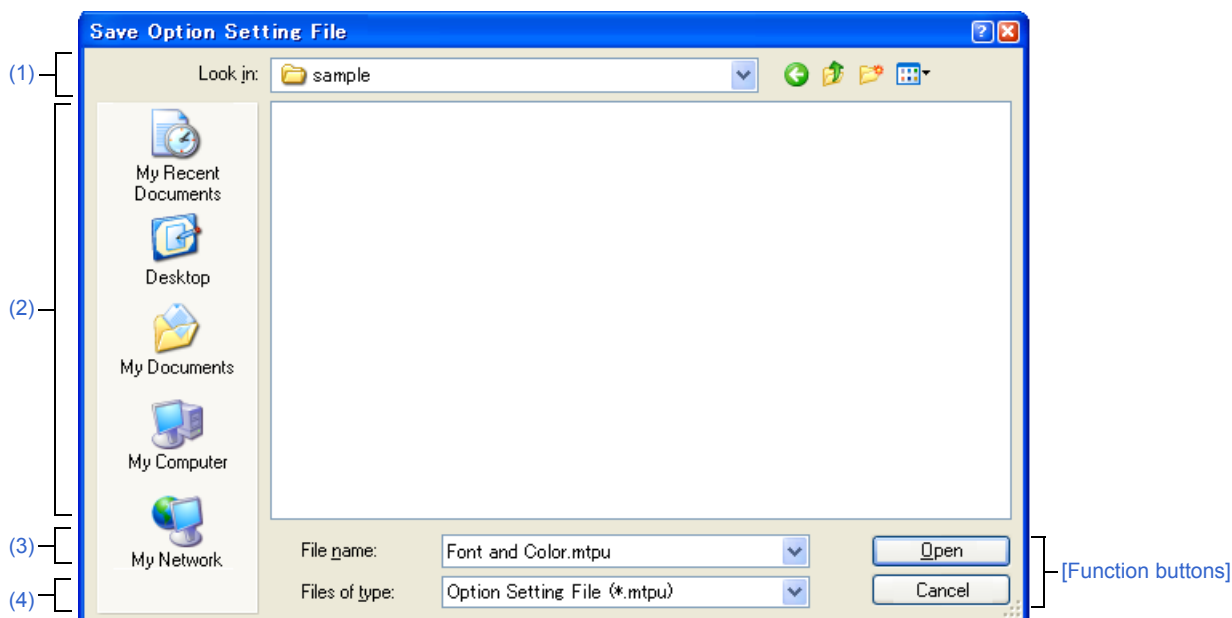 Save Option Setting File
(1)
Look in:
sample
(2)
My Recent
Documents
Desktop
My Documents
My Computer
My Network
(3)
File name:
Font and Color.mtpu
Open
(4)
Files of type:
Option Setting File (*.mtpu)
Cancel
[Function buttons]